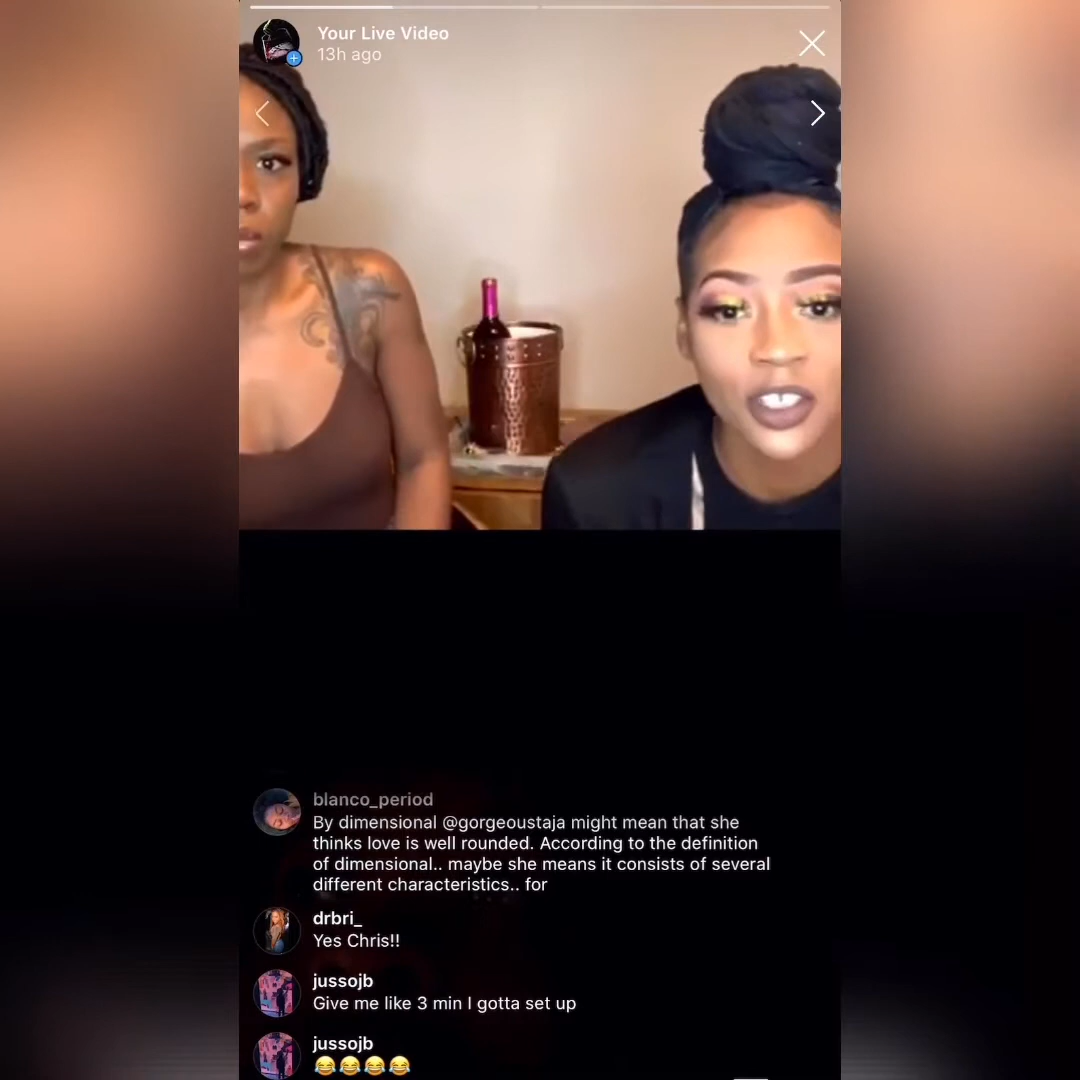 Your Live Video
13h ago
blanco_period
By dimensional @gorgeoustaja might mean that she
thinks love is well rounded. According to the definition
of dimensional.. maybe she means it consists of several
different characteristics.. for
drbri_
Yes Chris!!
jussojb
Give me like 3 min I gotta set up
jussojb
😂😂😂😂